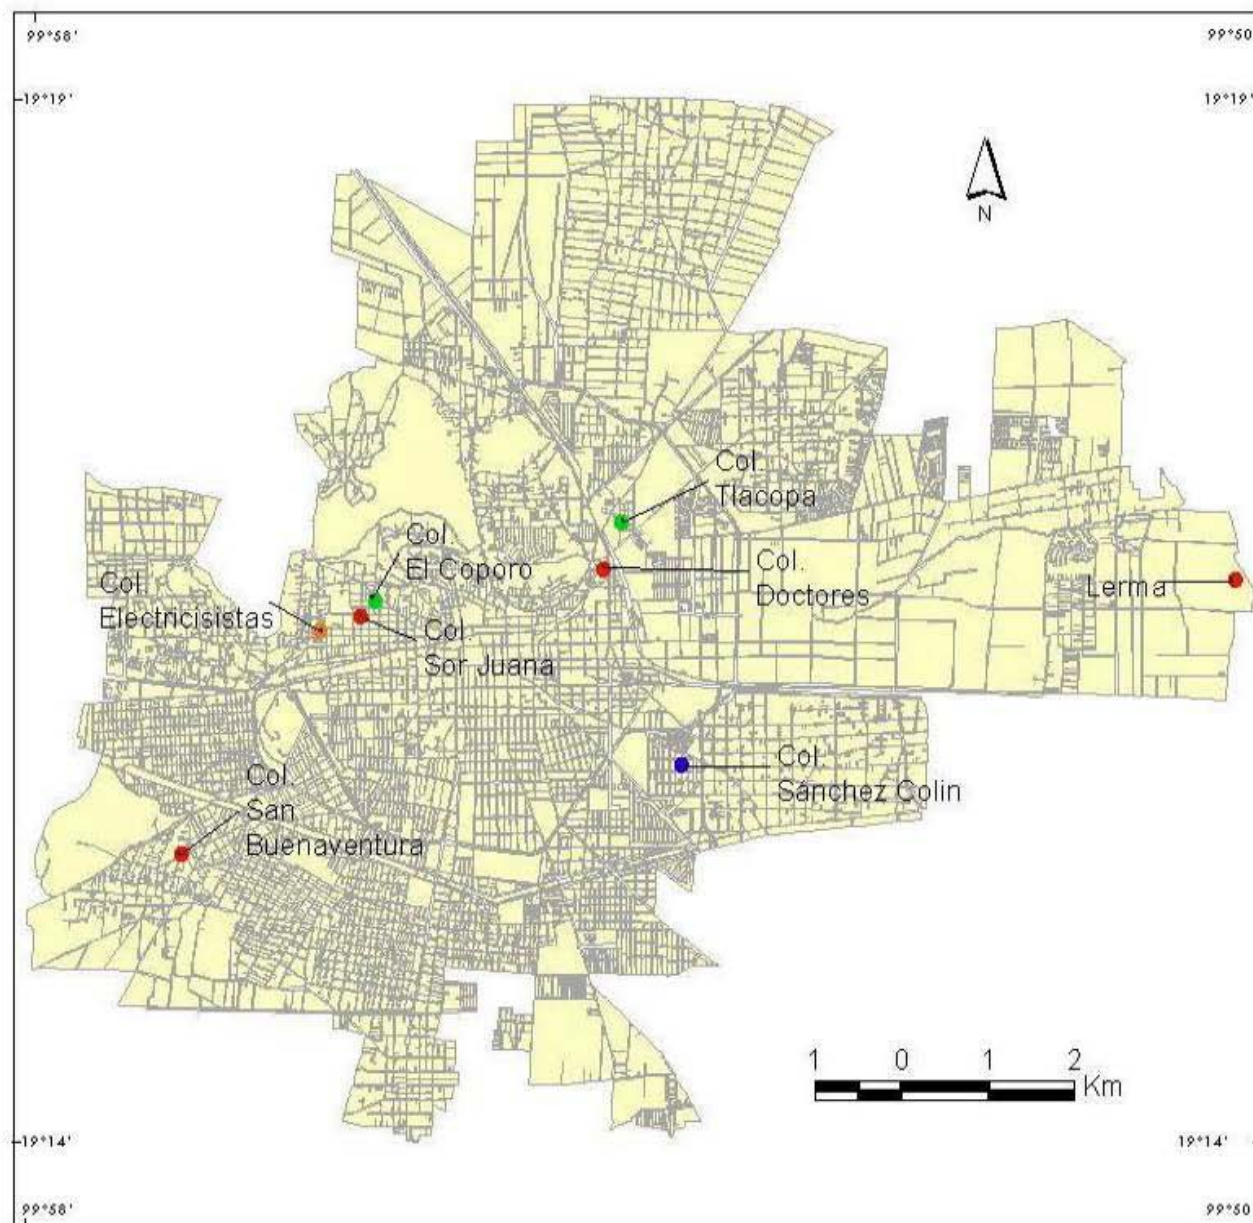 99°58'
99°50
19°19'
19°19'
N
Col.
Tlacopa
Col.
El Coporo
Col.
Doctores
Lerma
Col.
Electricisistas
Col.
Sor Juana
Col.
Sánchez Colin
Col.
San
Buenaventura
1 0 1 2
Km
19°14'
19°14'
99°58'
99°50